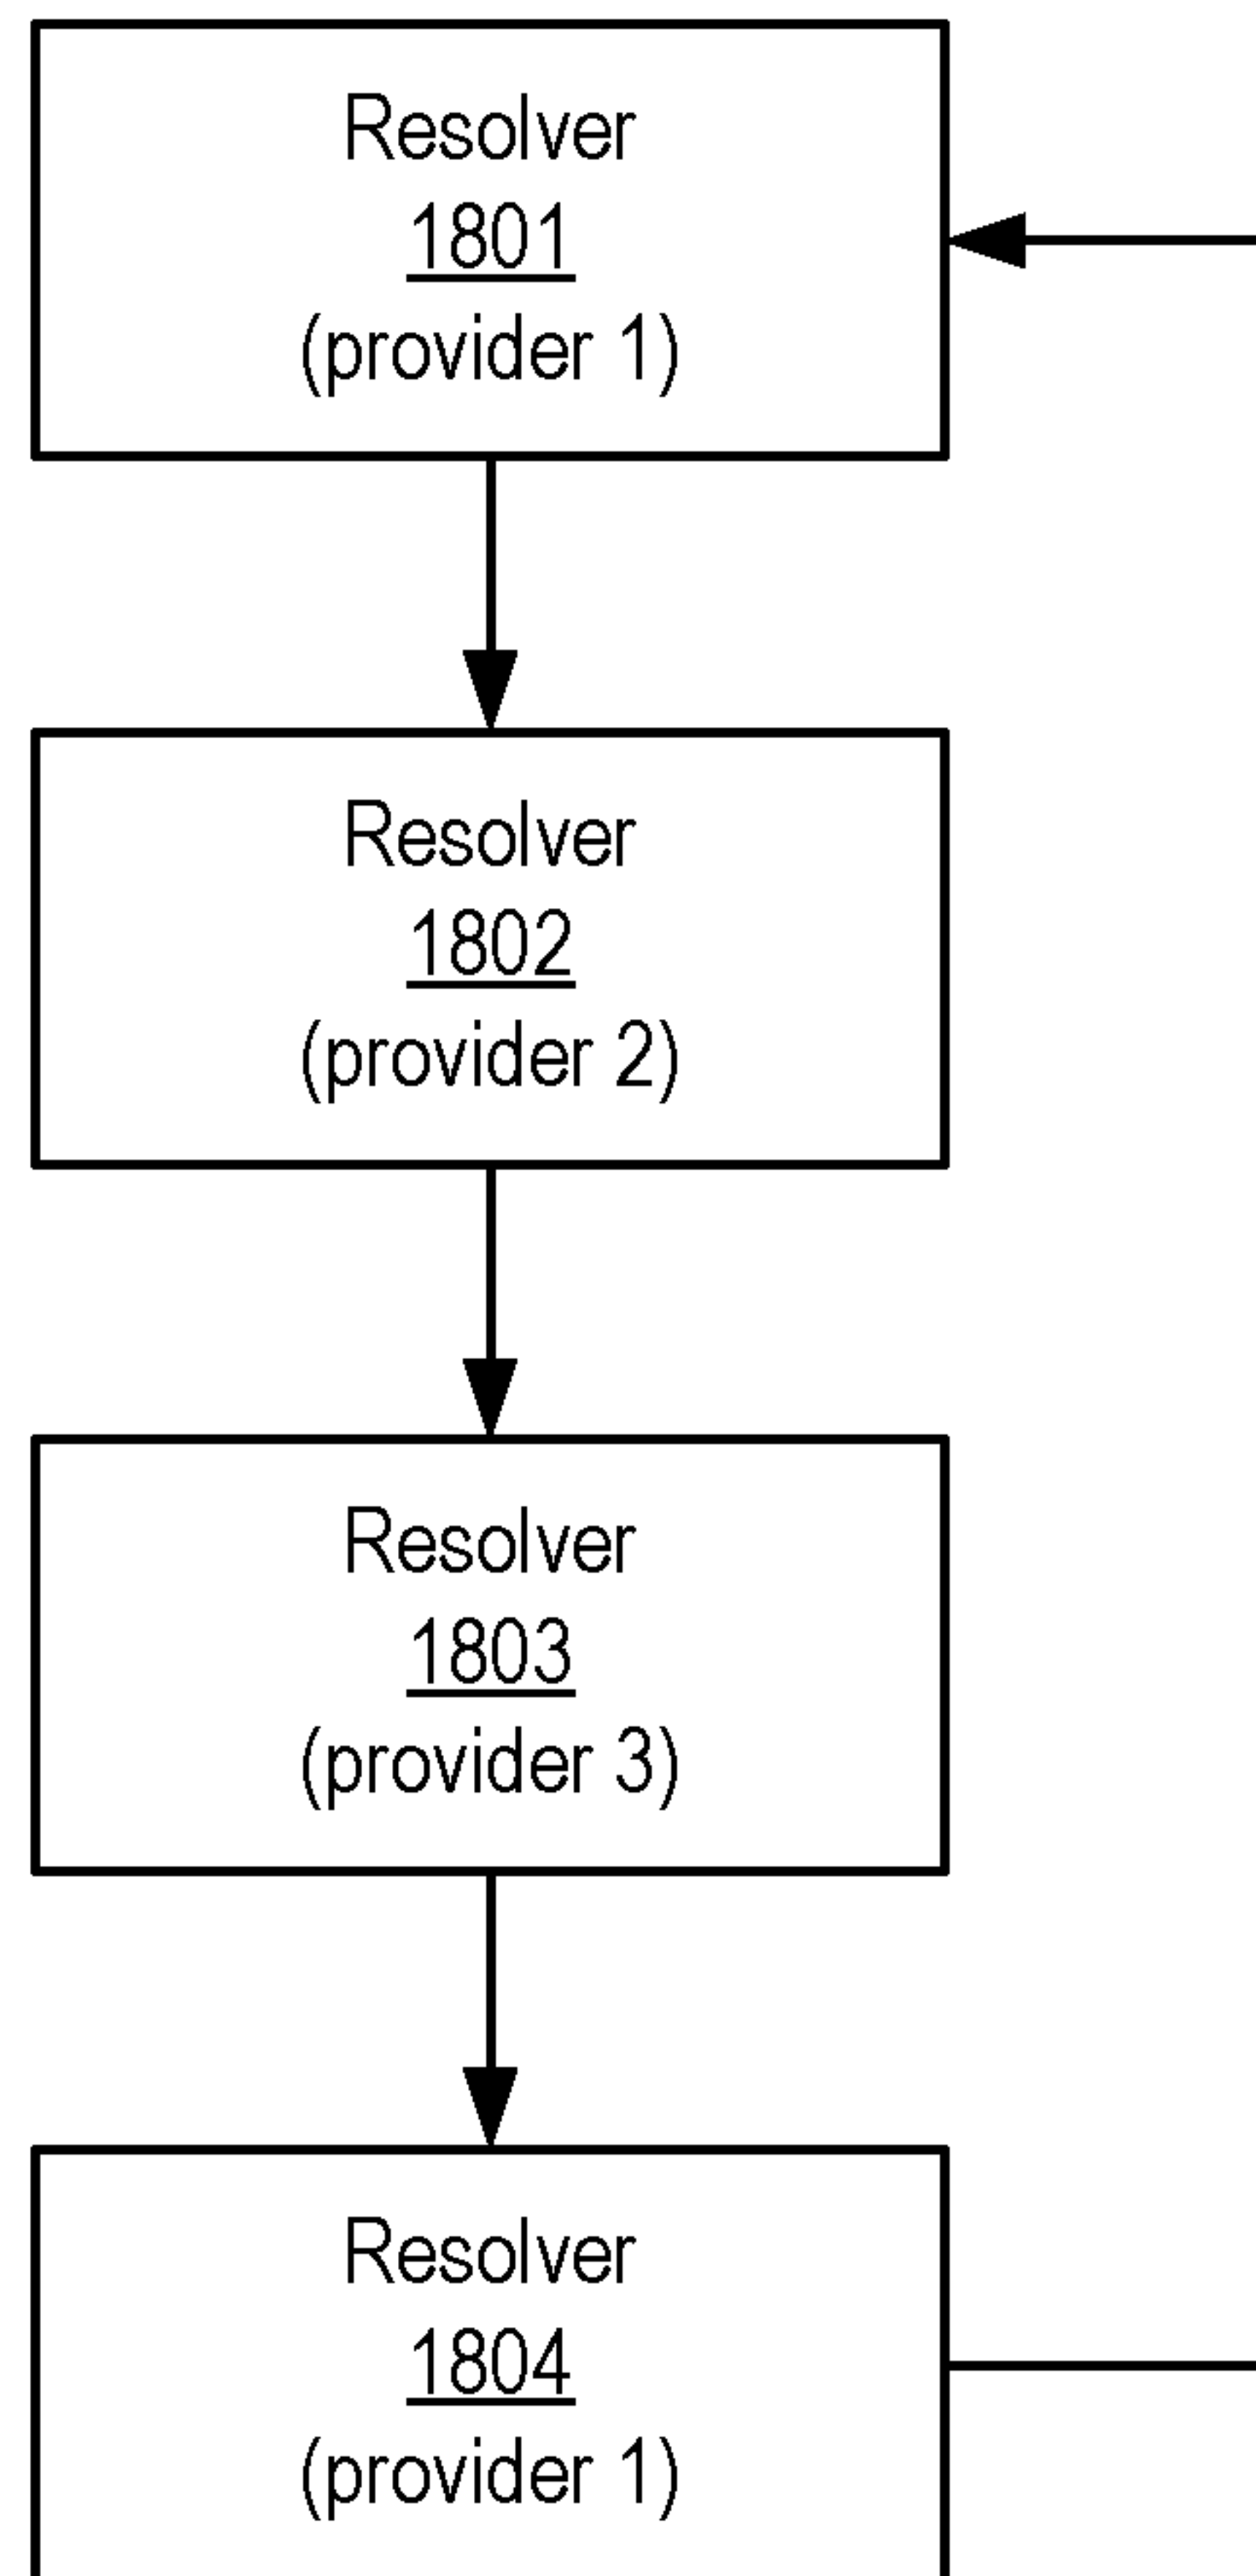 Resolver
1801
(provider 1)
Resolver
1802
(provider 2)
Resolver
1803
(provider 3)
Resolver
1804
(provider 1)